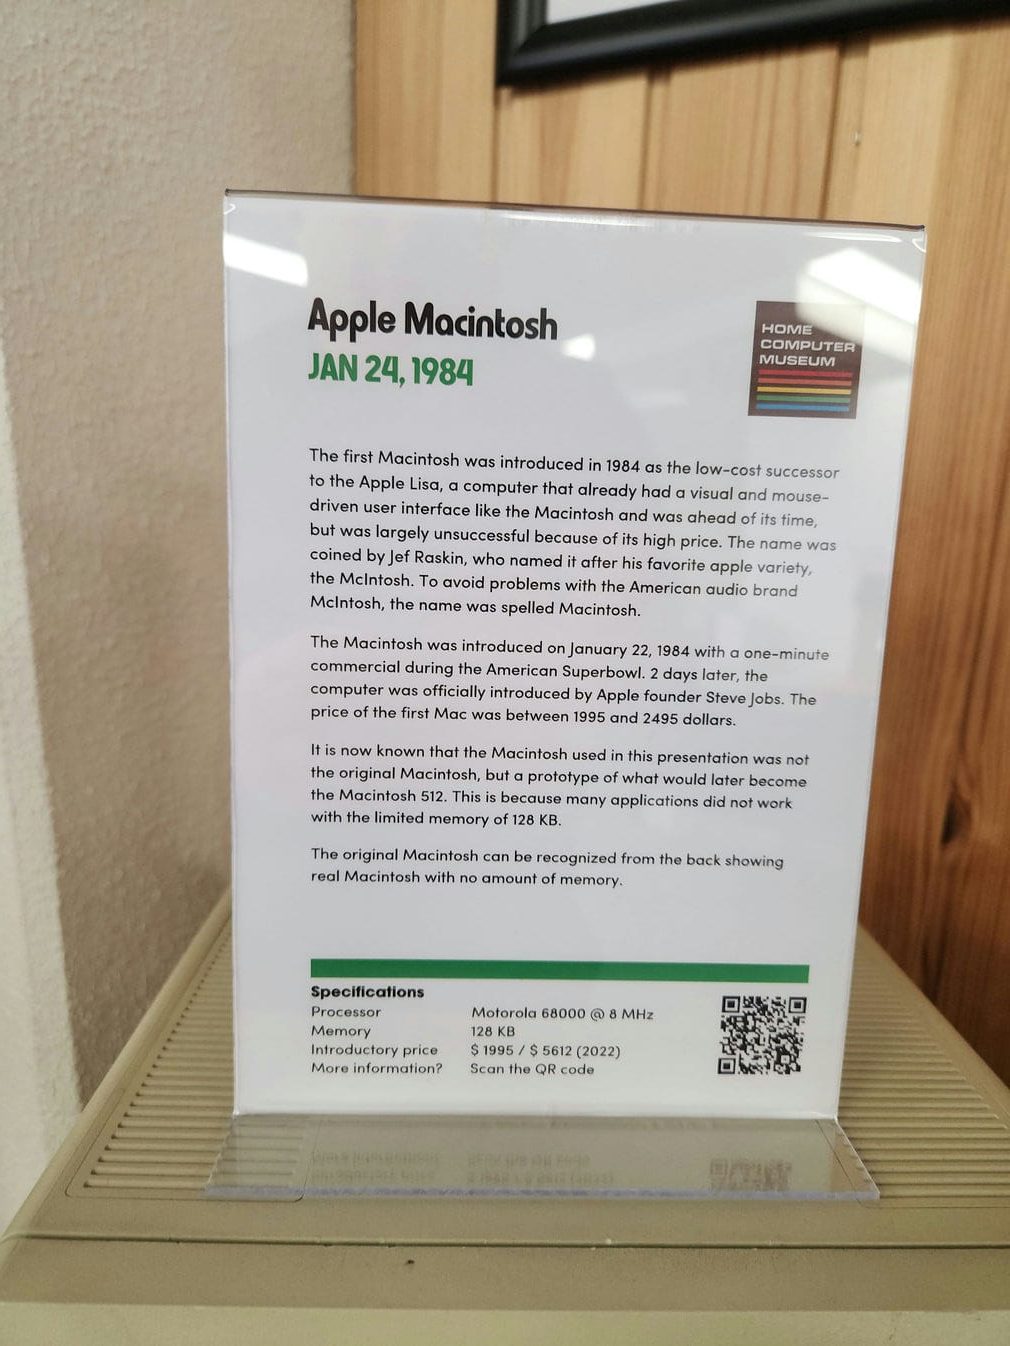 Apple Macintosh
JAN 24, 1984
HOME
COMPUTER
MUSEUM
The first Macintosh was introduced in 1984 as the low-cost successor
to the Apple Lisa, a computer that already had a visual and mouse-
driven user interface like the Macintosh and was ahead of its time,
but was largely unsuccessful because of its high price. The name was
coined by Jef Raskin, who named it after his favorite apple variety,
the McIntosh. To avoid problems with the American audio brand
McIntosh, the name was spelled Macintosh.
The Macintosh was introduced on January 22, 1984 with a one-minute
commercial during the American Superbowl. 2 days later, the
computer was officially introduced by Apple founder Steve Jobs. The
price of the first Mac was between 1995 and 2495 dollars.
It is now known that the Macintosh used in this presentation was not
the original Macintosh, but a prototype of what would later become
the Macintosh 512. This is because many applications did not work
with the limited memory of 128 KB.
The original Macintosh can be recognized from the back showing
real Macintosh with no amount of memory.
Specifications
Processor Motorola 68000 @ 8 MHz
Memory 128 KB
Introductory price $ 1995 / $ 5612 (2022)
More information? Scan the QR code